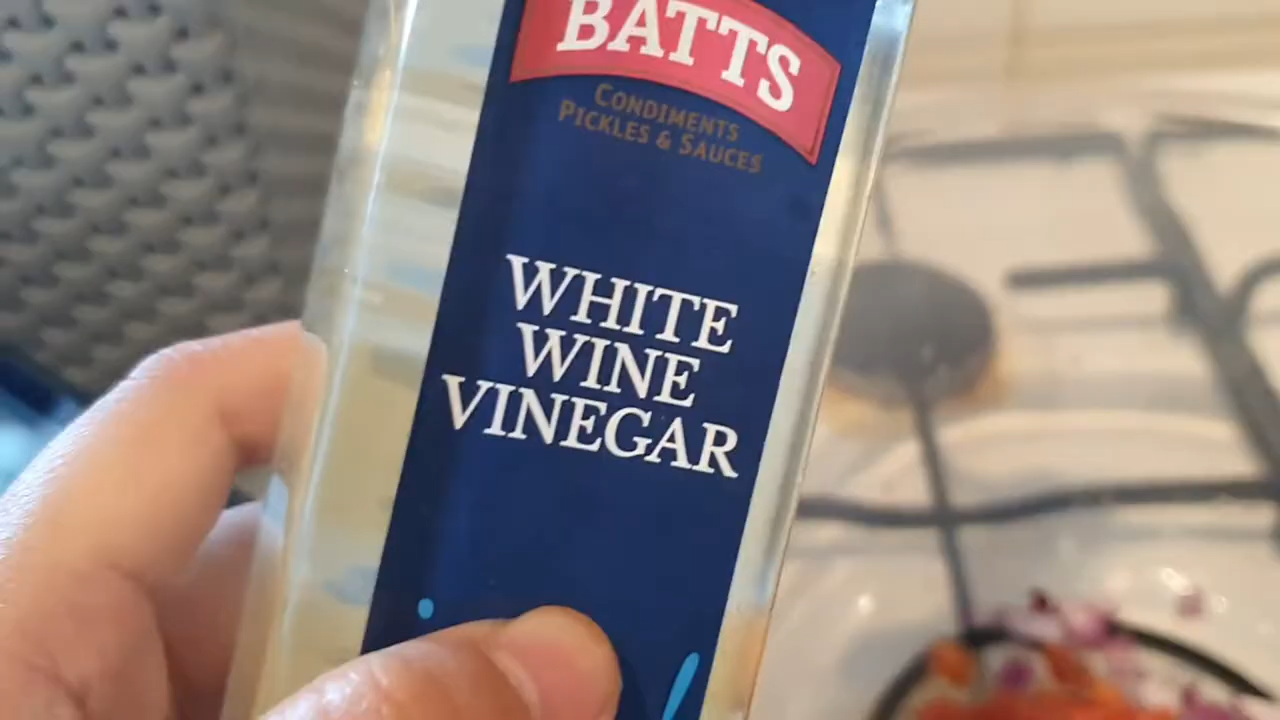 BATTS
CONDIMENTS
PICKLES & SAUCES
WHITE
WINE
VINEGAR